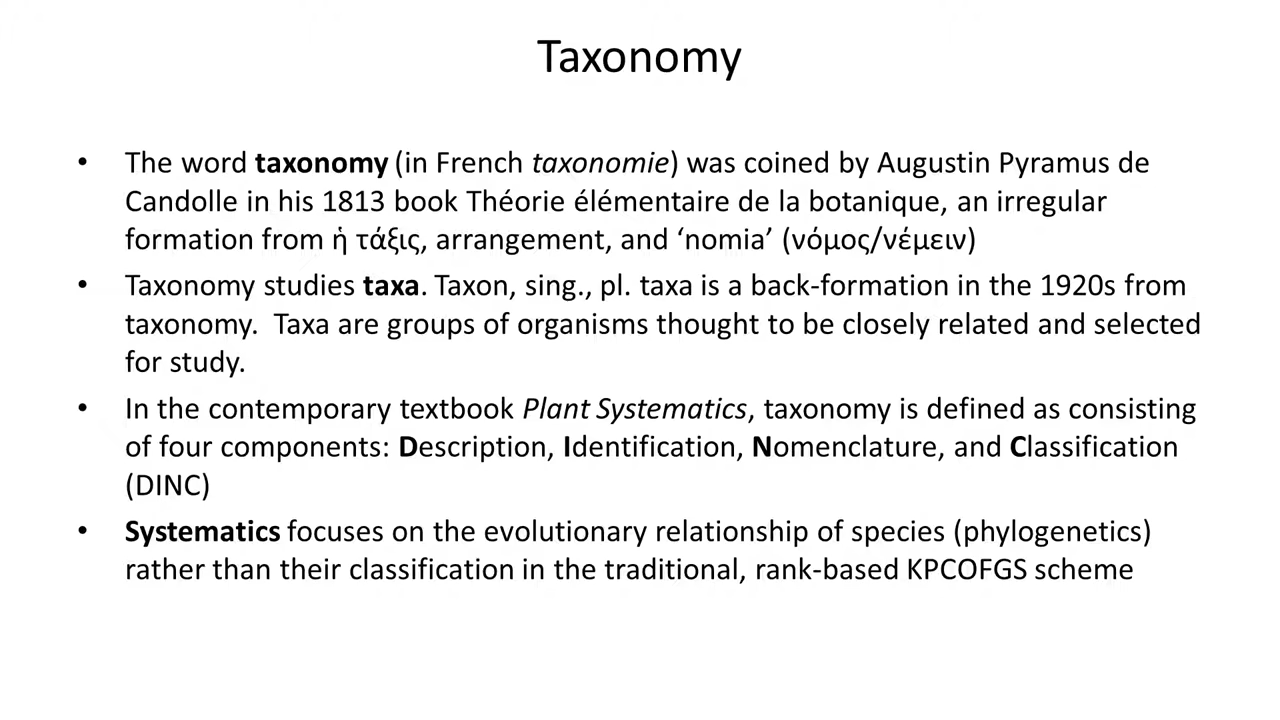 Taxonomy
• The word taxonomy (in French taxonomie) was coined by Augustin Pyramus de
Candolle in his 1813 book Théorie élémentaire de la botanique, an irregular
formation from ἡ τάξις, arrangement, and ‘nomia’ (νόμος/νέμειν)
• Taxonomy studies taxa. Taxon, sing., pl. taxa is a back-formation in the 1920s from
taxonomy.  Taxa are groups of organisms thought to be closely related and selected
for study.
• In the contemporary textbook Plant Systematics, taxonomy is defined as consisting
of four components: Description, Identification, Nomenclature, and Classification
(DINC)
• Systematics focuses on the evolutionary relationship of species (phylogenetics)
rather than their classification in the traditional, rank-based KPCOFGS scheme